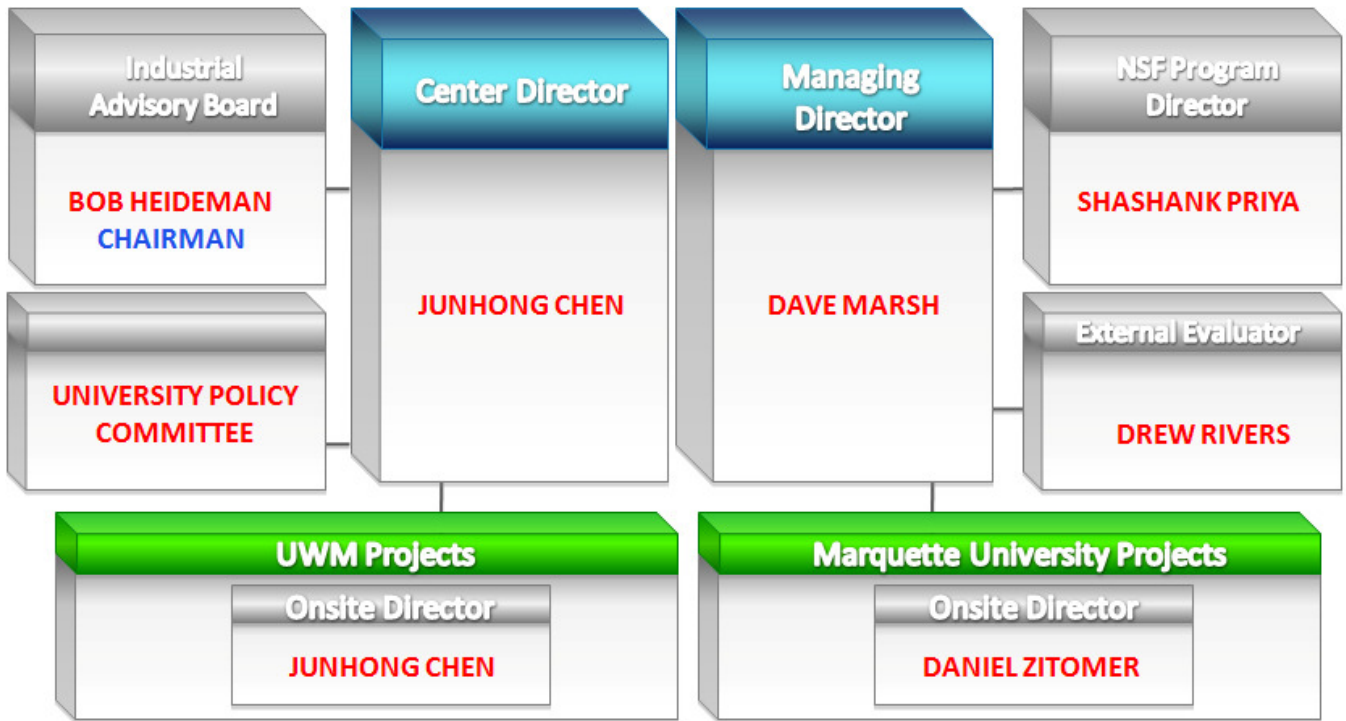 Industrial
Advisory Board
BOB HEIDEMAN
CHAIRMAN
Center Director
JUNHONG CHEN
Managing
Director
DAVE MARSH
NSF Program
Director
SHASHANK PRIYA
UNIVERSITY POLICY
COMMITTEE
External Evaluator
DREW RIVERS
UWM Projects
Onsite Director
JUNHONG CHEN
Marquette University Projects
Onsite Director
DANIEL ZITOMER